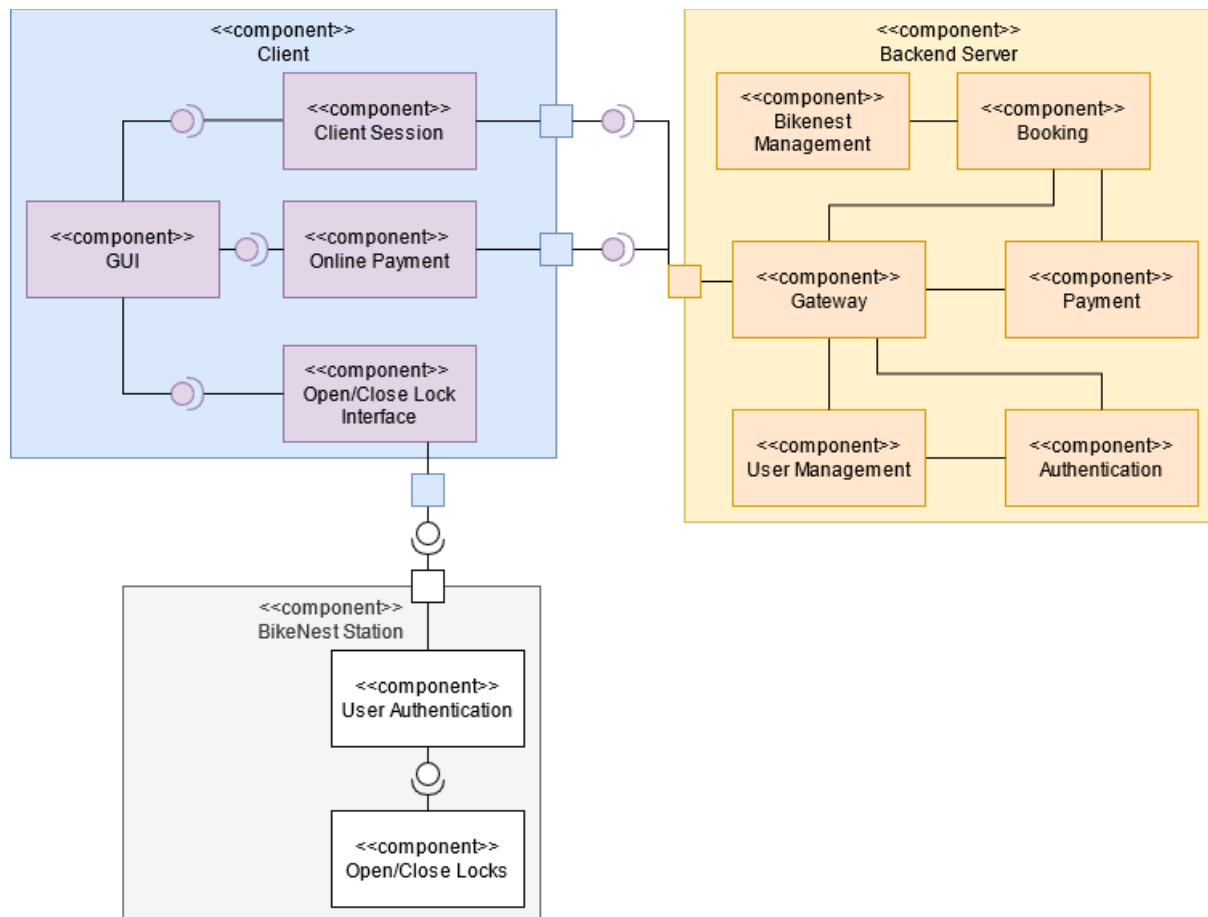 <<component>>
Client
<<component>>
Client Session
<<component>>
GUI
<<component>>
Online Payment
<<component>>
Open/Close Lock
Interface
<<component>>
Backend Server
<<component>>
Bikenest
Management
<<component>>
Booking
<<component>>
Gateway
<<component>>
Payment
<<component>>
User Management
<<component>>
Authentication
<<component>>
BikeNest Station
<<component>>
User Authentication
<<component>>
Open/Close Locks